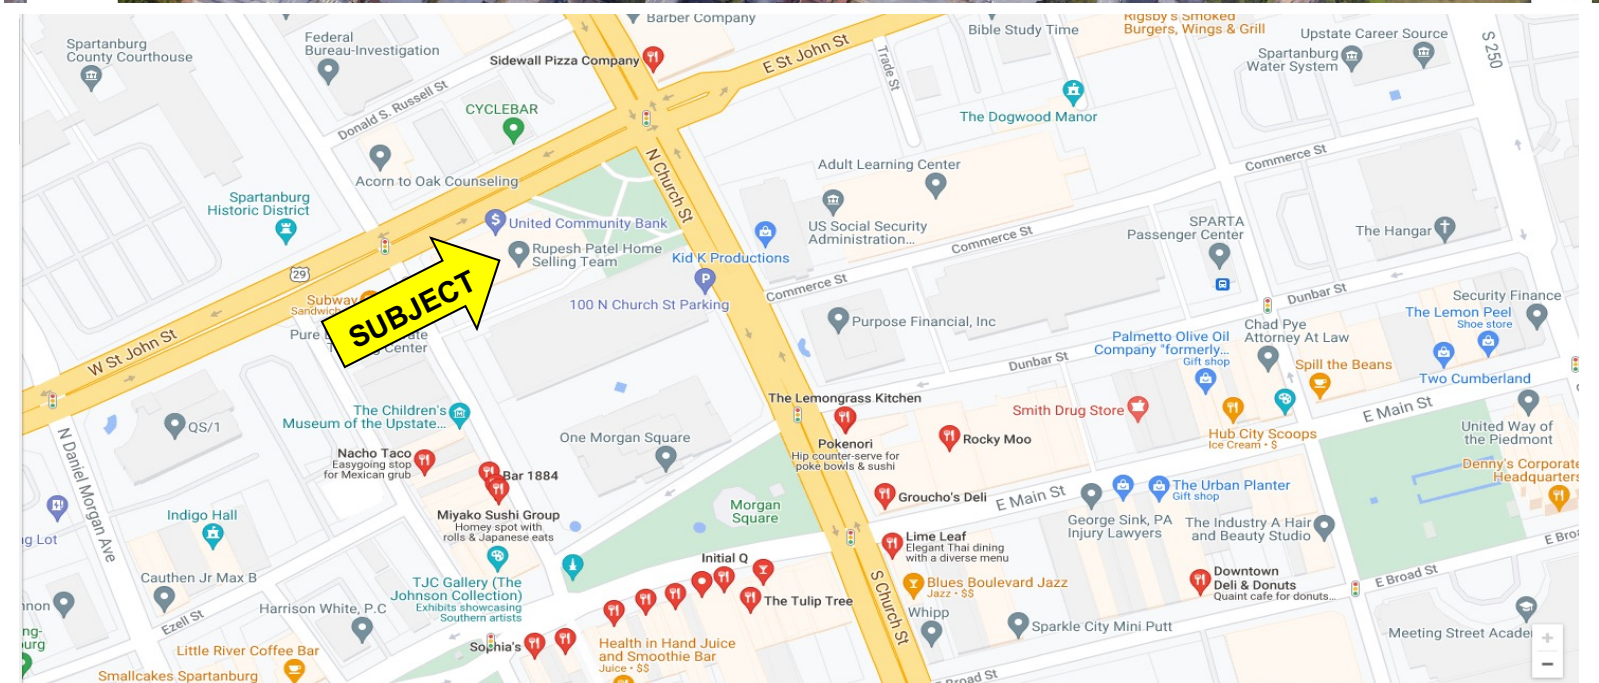 Barber Company
Bible Study Time
Rigsby's Smoked
Burgers, Wings & Grill
Upstate Career Source
S 250
Spartanburg
County Courthouse
Federal
Bureau-Investigation
Sidewall Pizza Company
E St John St
Trade St
Spartanburg
Water System
Donald S. Russell St
CYCLEBAR
The Dogwood Manor
Acorn to Oak Counseling
N Church St
Adult Learning Center
Commerce St
Spartanburg
Historic District
United Community Bank
US Social Security
Administration...
SPARTA
Passenger Center
The Hangar
Rupesh Patel Home
Selling Team
Kid K Productions
Commerce St
29
SUBJECT
Subway
100 N Church St Parking
Commerce St
Dunbar St
Security Finance
The Lemon Peel
Shoe store
Purpose Financial, Inc
Palmetto Olive Oil
Company "formerly...
Gift shop
Chad Pye
Attorney At Law
W St John St
Dunbar St
Spill the Beans
Two Cumberland
The Children's
Museum of the Upstate...
The Lemongrass Kitchen
Smith Drug Store
E Main St
QS/1
One Morgan Square
Pokenori
Hip counter-serve for
poke bowls & sushi
Rocky Moo
Hub City Scoops
Ice Cream • $
United Way of
the Piedmont
N Daniel Morgan Ave
Nacho Taco
Easygoing stop
for Mexican grub
Bar 1884
Denny's Corporate
Headquarters
Groucho's Deli
E Main St
The Urban Planter
Gift shop
Indigo Hall
Miyako Sushi Group
Homey spot with
rolls & Japanese eats
Morgan
Square
George Sink, PA
Injury Lawyers
The Industry A Hair
and Beauty Studio
g Lot
Lime Leaf
Elegant Thai dining
with a diverse menu
E Bro
Initial Q
Cauthen Jr Max B
TJC Gallery (The
Johnson Collection)
Exhibits showcasing
Southern artists
Blues Boulevard Jazz
Jazz • $$
Downtown
Deli & Donuts
Quaint cafe for donuts...
E Broad St
The Tulip Tree
S Church St
Harrison White, P.C
Whipp
Ezell St
Sparkle City Mini Putt
Meeting Street Acade
Sophia's
Health in Hand Juice
and Smoothie Bar
Juice • $$
Little River Coffee Bar
Smallcakes Spartanburg
Broad St
+
−